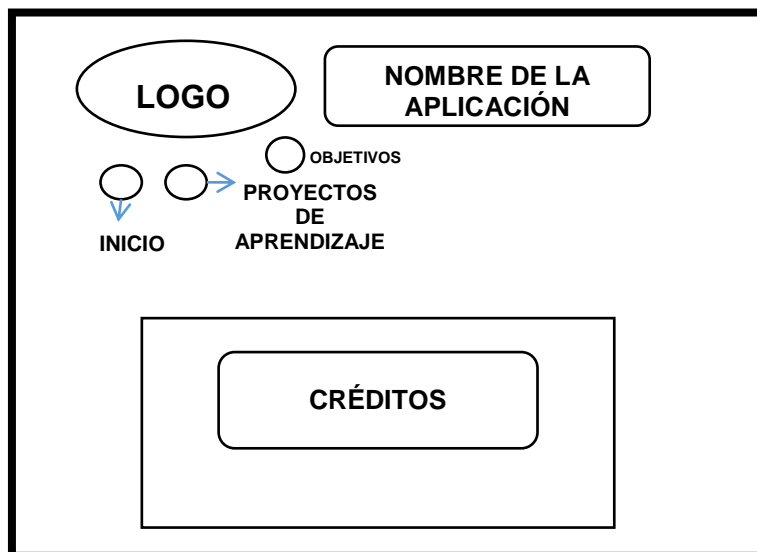 LOGO
NOMBRE DE LA
APLICACIÓN
OBJETIVOS
PROYECTOS
DE
APRENDIZAJE
INICIO
CRÉDITOS